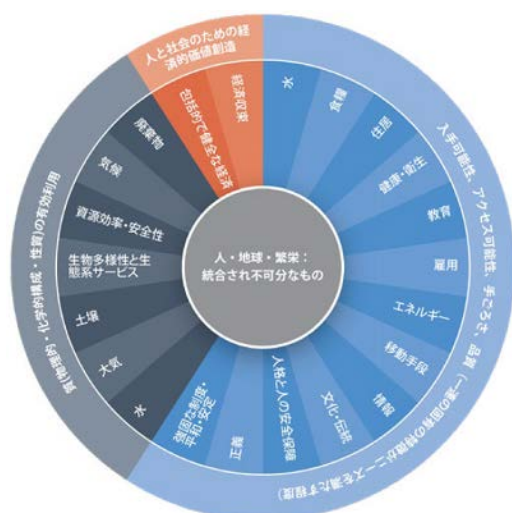 人と社会のための経
済的価値創造
入手可能性、アクセス可能性、手ごろさ、品質 (一連の固有の特徴がニーズを満たす程度)
質(物理的・化学的構成・性質)の有効利用
包括的で健全な経済
経済収束
水
食糧
住居
健康・衛生
教育
雇用
エネルギー
移動手段
情報
文化・伝統
人格と人の安全保障
正義
強固な制度・
平和・安定
水
大気
土壌
生物多様性と生
態系サービス
資源効率・安全性
気候
廃棄物
人・地球・繁栄：
統合され不可分なもの